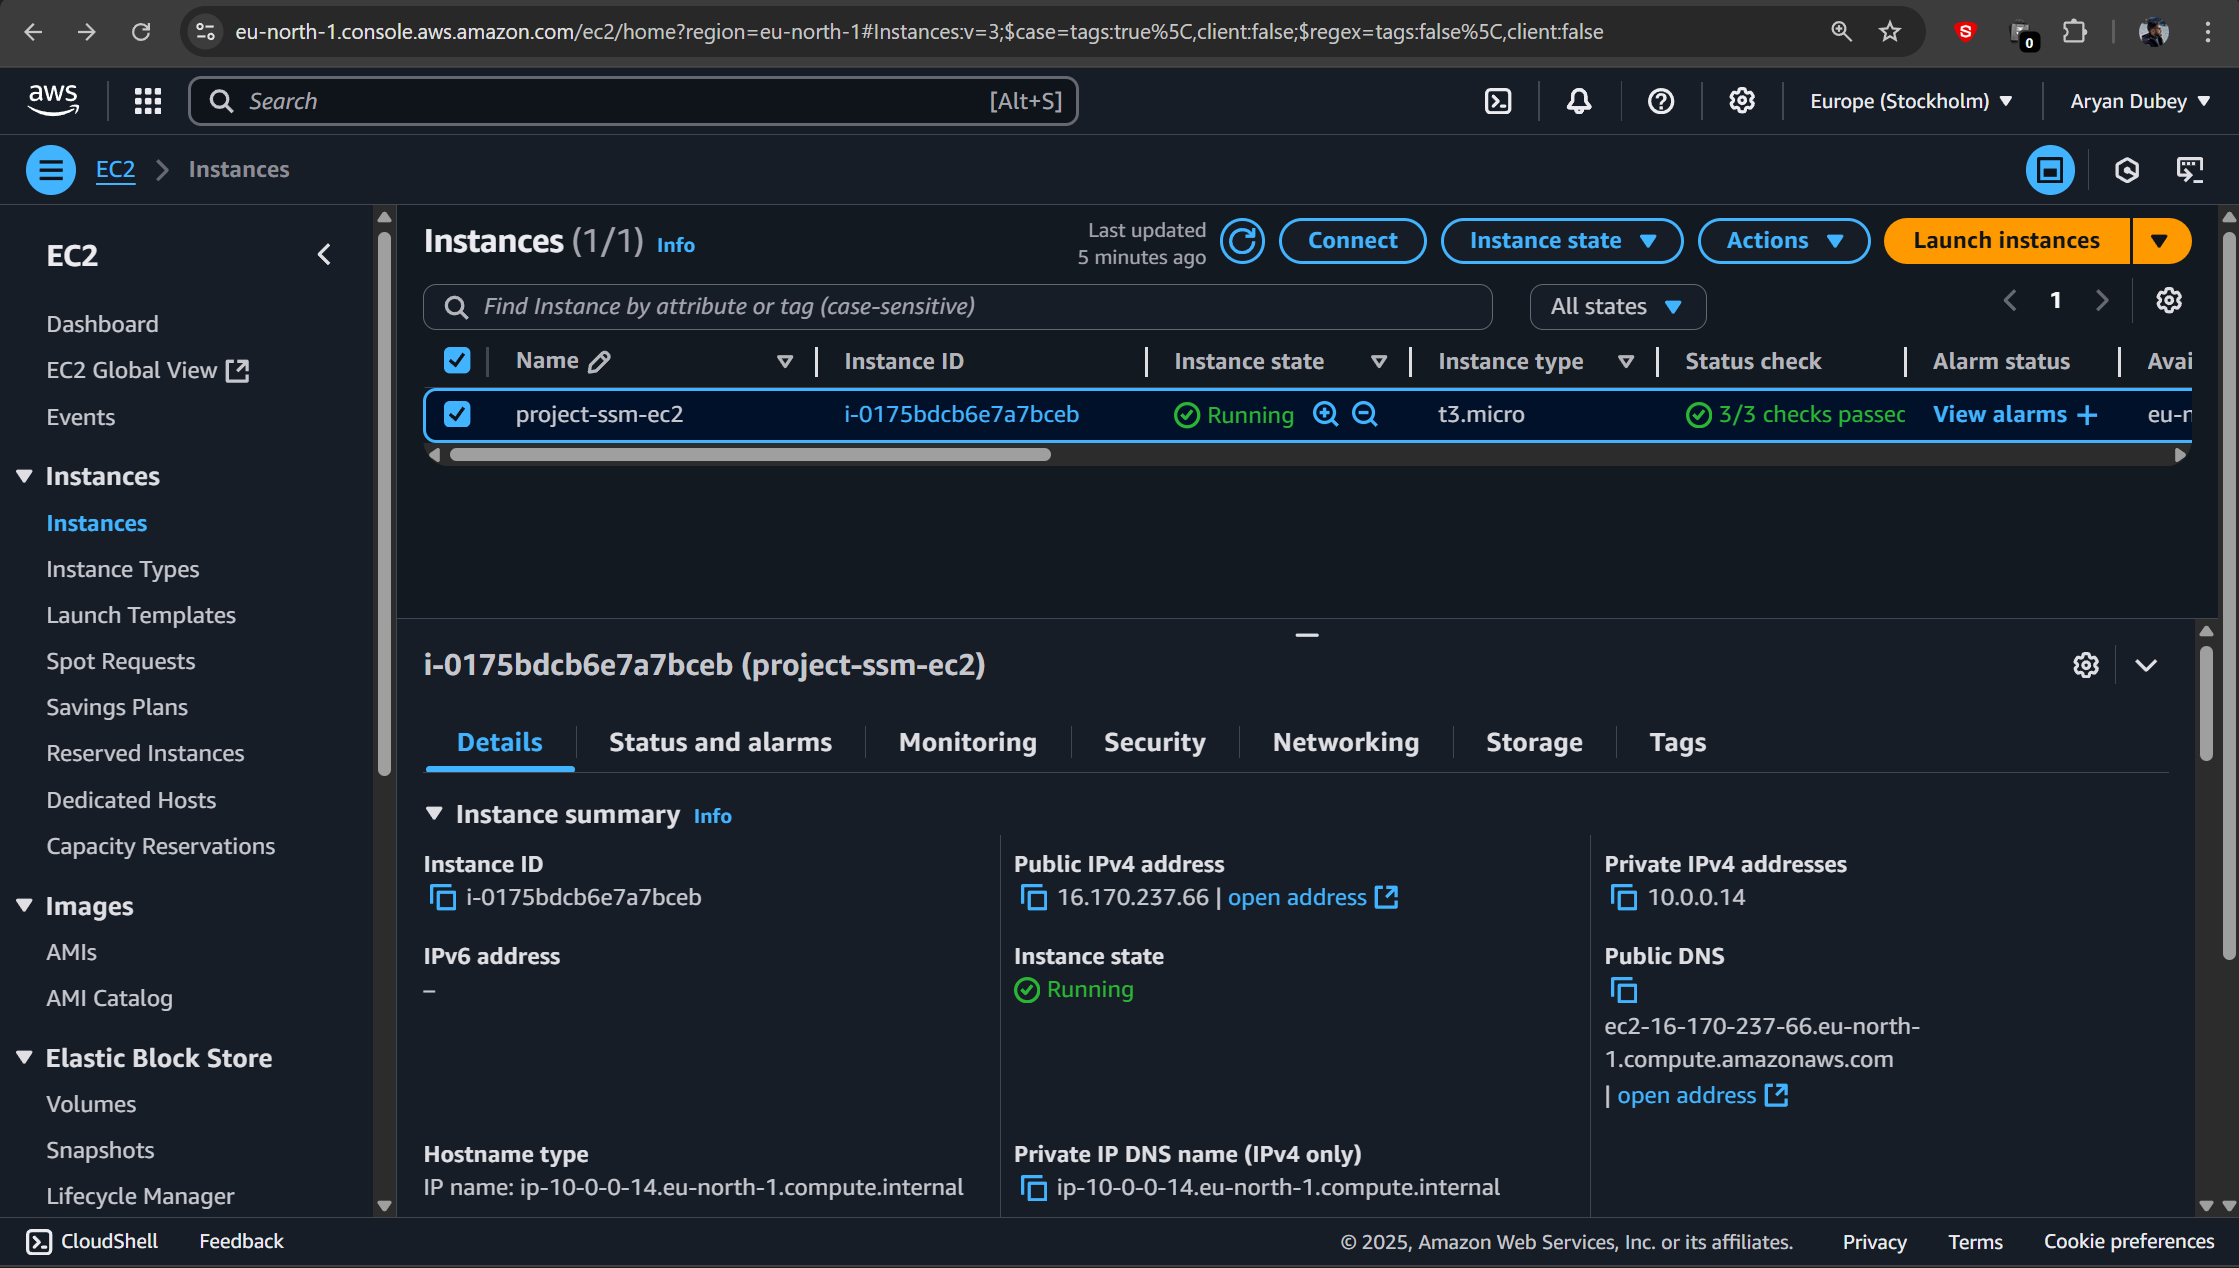 eu-north-1.console.aws.amazon.com/ec2/home?region=eu-north-1#Instances:v=3;$case=tags:true%5C,client:false;$regex=tags:false%5C,client:false
S
0
aws
Search
[Alt+S]
Europe (Stockholm)
Aryan Dubey
EC2
Instances
EC2
Dashboard
EC2 Global View
Events
Instances
Instances
Instance Types
Launch Templates
Spot Requests
Savings Plans
Reserved Instances
Dedicated Hosts
Capacity Reservations
Images
AMIs
AMI Catalog
Elastic Block Store
Volumes
Snapshots
Lifecycle Manager
Instances (1/1) Info
Last updated
5 minutes ago
Connect
Instance state
Actions
Launch instances
Find Instance by attribute or tag (case-sensitive)
All states
1
Name Instance ID Instance state Instance type Status check Alarm status Avai
project-ssm-ec2 i-0175bdcb6e7a7bceb Running t3.micro 3/3 checks passed View alarms + eu-n
i-0175bdcb6e7a7bceb (project-ssm-ec2)
Details Status and alarms Monitoring Security Networking Storage Tags
Instance summary Info
Instance ID
i-0175bdcb6e7a7bceb
Public IPv4 address
16.170.237.66 | open address
Private IPv4 addresses
10.0.0.14
IPv6 address
–
Instance state
Running
Public DNS
ec2-16-170-237-66.eu-north-
1.compute.amazonaws.com
| open address
Hostname type
IP name: ip-10-0-0-14.eu-north-1.compute.internal
Private IP DNS name (IPv4 only)
ip-10-0-0-14.eu-north-1.compute.internal
CloudShell
Feedback
© 2025, Amazon Web Services, Inc. or its affiliates.
Privacy
Terms
Cookie preferences